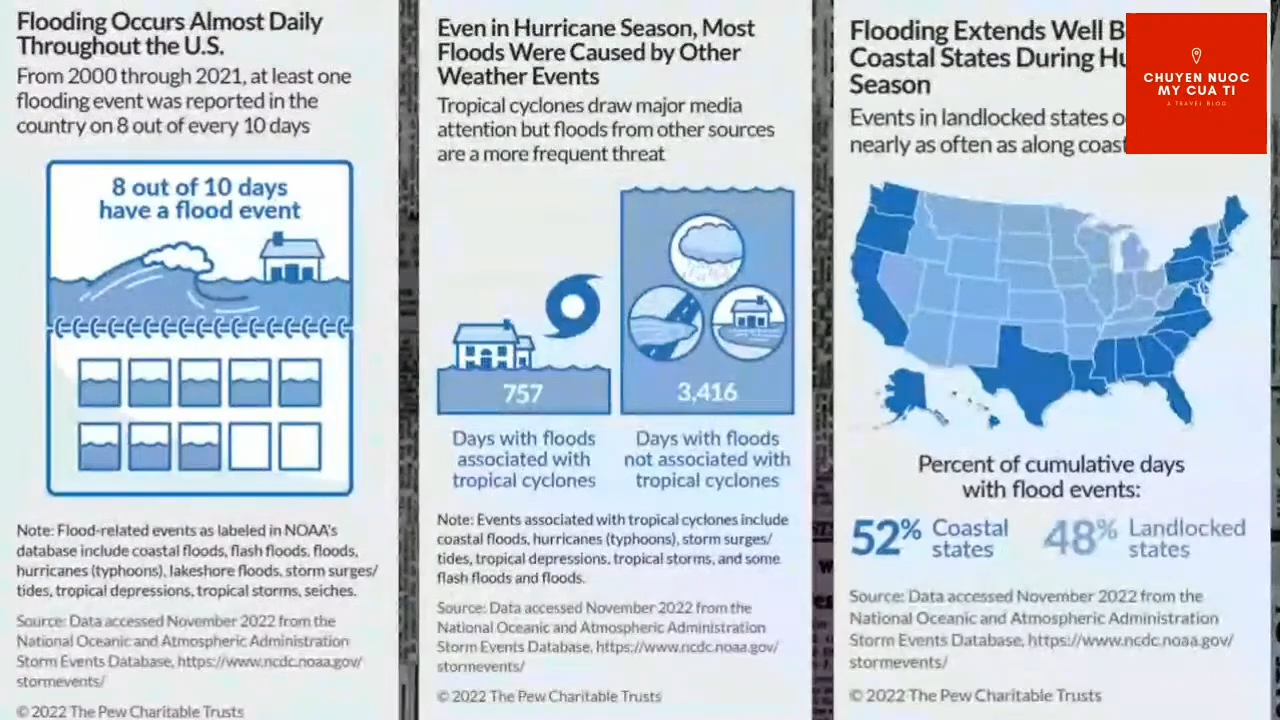 Flooding Occurs Almost Daily
Throughout the U.S.
From 2000 through 2021, at least one
flooding event was reported in the
country on 8 out of every 10 days
8 out of 10 days
have a flood event
Note: Flood-related events as labeled in NOAA's
database include coastal floods, flash floods, floods,
hurricanes (typhoons), lakeshore floods, storm surges/
tides, tropical depressions, tropical storms, seiches.
Source: Data accessed November 2022 from the
National Oceanic and Atmospheric Administration
Storm Events Database, https://www.ncdc.noaa.gov/
stormevents/
© 2022 The Pew Charitable Trusts
Even in Hurricane Season, Most
Floods Were Caused by Other
Weather Events
Tropical cyclones draw major media
attention but floods from other sources
are a more frequent threat
757
3,416
Days with floods
associated with
tropical cyclones
Days with floods
not associated with
tropical cyclones
Note: Events associated with tropical cyclones include
coastal floods, hurricanes (typhoons), storm surges/
tides, tropical depressions, tropical storms, and some
flash floods and floods.
Source: Data accessed November 2022 from the
National Oceanic and Atmospheric Administration
Storm Events Database, https://www.ncdc.noaa.gov/
stormevents/
© 2022 The Pew Charitable Trusts
Flooding Extends Well B
Coastal States During Hu
Season
Events in landlocked states o
nearly as often as along coast
Percent of cumulative days
with flood events:
52% Coastal
states
48% Landlocked
states
Source: Data accessed November 2022 from the
National Oceanic and Atmospheric Administration
Storm Events Database, https://www.ncdc.noaa.gov/
stormevents/
© 2022 The Pew Charitable Trusts
CHUYEN NUOC
MY CUA TI
A TRAVEL BLOG